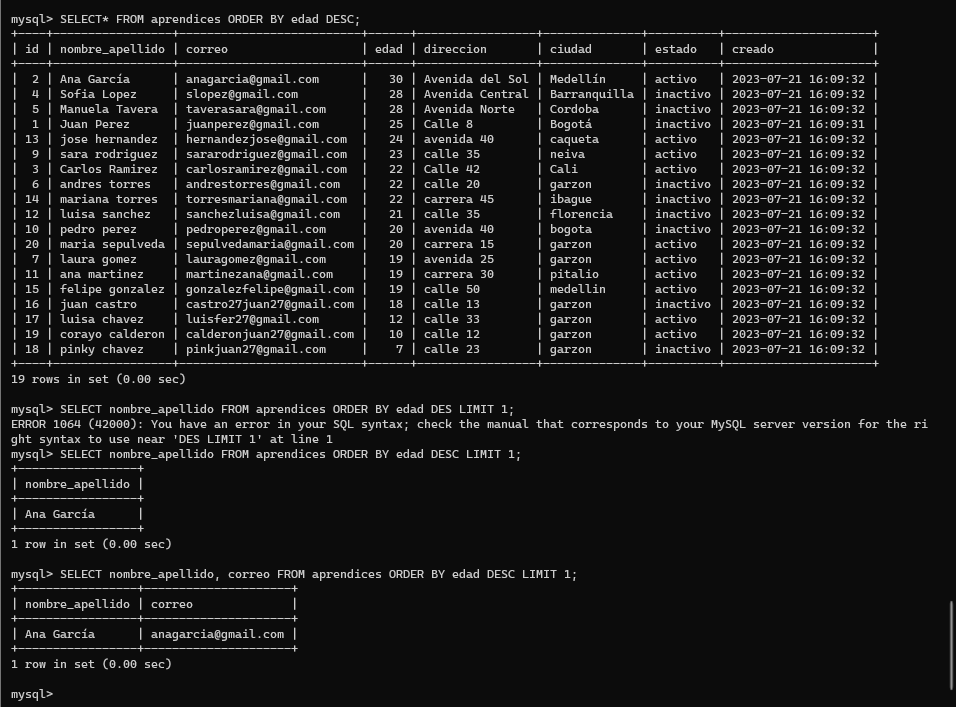 mysql> SELECT* FROM aprendices ORDER BY edad DESC;
+----+-----------------+--------------------------+------+-----------------+--------------+----------+---------------------+
| id | nombre_apellido | correo                   | edad | direccion       | ciudad       | estado   | creado              |
+----+-----------------+--------------------------+------+-----------------+--------------+----------+---------------------+
|  2 | Ana García      | anagarcia@gmail.com      |   30 | Avenida del Sol | Medellín     | activo   | 2023-07-21 16:09:32 |
|  4 | Sofia Lopez     | slopez@gmail.com         |   28 | Avenida Central | Barranquilla | inactivo | 2023-07-21 16:09:32 |
|  5 | Manuela Tavera  | taverasara@gmail.com     |   28 | Avenida Norte   | Cordoba      | inactivo | 2023-07-21 16:09:32 |
|  1 | Juan Perez      | juanperez@gmail.com      |   25 | Calle 8         | Bogotá       | inactivo | 2023-07-21 16:09:31 |
| 13 | jose hernandez  | hernandezjose@gmail.com  |   24 | avenida 40      | caqueta      | activo   | 2023-07-21 16:09:32 |
|  9 | sara rodriguez  | sararodriguez@gmail.com  |   23 | calle 35        | neiva        | activo   | 2023-07-21 16:09:32 |
|  3 | Carlos Ramirez  | carlosramirez@gmail.com  |   22 | Calle 42        | Cali         | activo   | 2023-07-21 16:09:32 |
|  6 | andres torres   | andrestorres@gmail.com   |   22 | calle 20        | garzon       | inactivo | 2023-07-21 16:09:32 |
| 14 | mariana torres  | torresmariana@gmail.com  |   22 | carrera 45      | ibague       | inactivo | 2023-07-21 16:09:32 |
| 12 | luisa sanchez   | sanchezluisa@gmail.com   |   21 | calle 35        | florencia    | inactivo | 2023-07-21 16:09:32 |
| 10 | pedro perez     | pedroperez@gmail.com     |   20 | avenida 40      | bogota       | inactivo | 2023-07-21 16:09:32 |
| 20 | maria sepulveda | sepulvedamaria@gmail.com |   20 | carrera 15      | garzon       | activo   | 2023-07-21 16:09:32 |
|  7 | laura gomez     | lauragomez@gmail.com     |   19 | avenida 25      | garzon       | activo   | 2023-07-21 16:09:32 |
| 11 | ana martinez    | martinezana@gmail.com    |   19 | carrera 30      | pitalio      | activo   | 2023-07-21 16:09:32 |
| 15 | felipe gonzalez | gonzalezfelipe@gmail.com |   19 | calle 50        | medellin     | activo   | 2023-07-21 16:09:32 |
| 16 | juan castro     | castro27juan27@gmail.com |   18 | calle 13        | garzon       | inactivo | 2023-07-21 16:09:32 |
| 17 | luisa chavez    | luisfer27@gmail.com      |   12 | calle 33        | garzon       | activo   | 2023-07-21 16:09:32 |
| 19 | corayo calderon | calderonjuan27@gmail.com |   10 | calle 12        | garzon       | activo   | 2023-07-21 16:09:32 |
| 18 | pinky chavez    | pinkjuan27@gmail.com     |    7 | calle 23        | garzon       | inactivo | 2023-07-21 16:09:32 |
+----+-----------------+--------------------------+------+-----------------+--------------+----------+---------------------+
19 rows in set (0.00 sec)

mysql> SELECT nombre_apellido FROM aprendices ORDER BY edad DES LIMIT 1;
ERROR 1064 (42000): You have an error in your SQL syntax; check the manual that corresponds to your MySQL server version for the ri
ght syntax to use near 'DES LIMIT 1' at line 1
mysql> SELECT nombre_apellido FROM aprendices ORDER BY edad DESC LIMIT 1;
+-----------------+
| nombre_apellido |
+-----------------+
| Ana García      |
+-----------------+
1 row in set (0.00 sec)

mysql> SELECT nombre_apellido, correo FROM aprendices ORDER BY edad DESC LIMIT 1;
+-----------------+---------------------+
| nombre_apellido | correo              |
+-----------------+---------------------+
| Ana García      | anagarcia@gmail.com |
+-----------------+---------------------+
1 row in set (0.00 sec)

mysql>